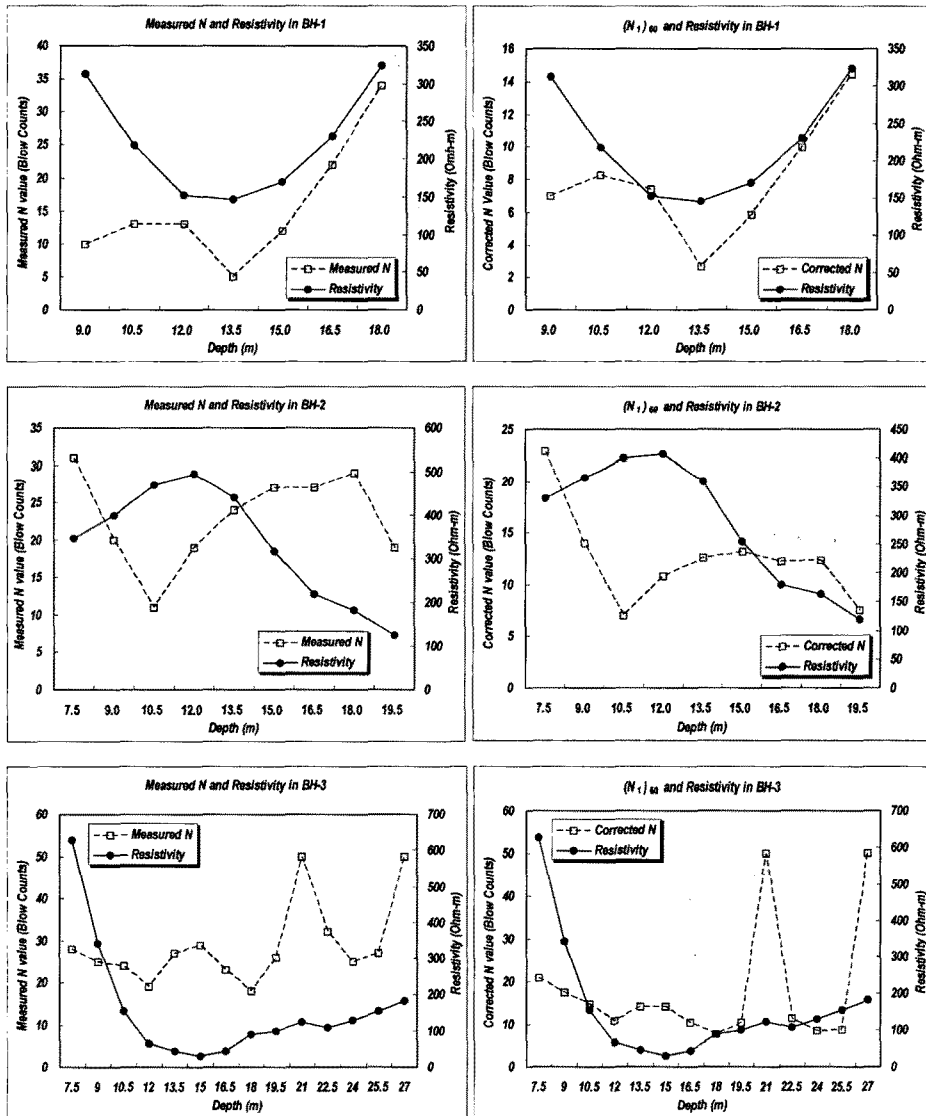 Measured N and Resistivity in BH-1
Measured N value (Blow Counts)
40
35
30
25
20
15
10
5
0
350
300
250
200
150
100
50
0
Resistivity (Omh-m)
Measured N
Resistivity
9.0 10.5 12.0 13.5 15.0 16.5 18.0
Depth (m)
(N₁)₆₀ and Resistivity in BH-1
Corrected N Value (Blow Counts)
18
16
14
12
10
8
6
4
2
0
350
300
250
200
150
100
50
0
Resistivity (Ohm-m)
Corrected N
Resistivity
9.0 10.5 12.0 13.5 15.0 16.5 18.0
Depth (m)
Measured N and Resistivity in BH-2
Measured N value (Blow Counts)
35
30
25
20
15
10
5
0
600
500
400
300
200
100
0
Resistivity (Ohm-m)
Measured N
Resistivity
7.5 9.0 10.5 12.0 13.5 15.0 16.5 18.0 19.5
Depth (m)
(N₁)₆₀ and Resistivity in BH-2
Corrected N value (Blow Counts)
25
20
15
10
5
0
450
400
350
300
250
200
150
100
50
0
Resistivity (Ohm-m)
Corrected N
Resistivity
7.5 9.0 10.5 12.0 13.5 15.0 16.5 18.0 19.5
Depth (m)
Measured N and Resistivity in BH-3
Measured N value (Blow Counts)
60
50
40
30
20
10
0
700
600
500
400
300
200
100
0
Resistivity (Ohm-m)
Measured N
Resistivity
7.5 9 10.5 12 13.5 15 16.5 18 19.5 21 22.5 24 25.5 27
Depth (m)
(N₁)₆₀ and Resistivity in BH-3
Corrected N value (Blow Counts)
60
50
40
30
20
10
0
700
600
500
400
300
200
100
0
Resistivity (Ohm-m)
Corrected N
Resistivity
7.5 9 10.5 12 13.5 15 16.5 18 19.5 21 22.5 24 25.5 27
Depth (m)